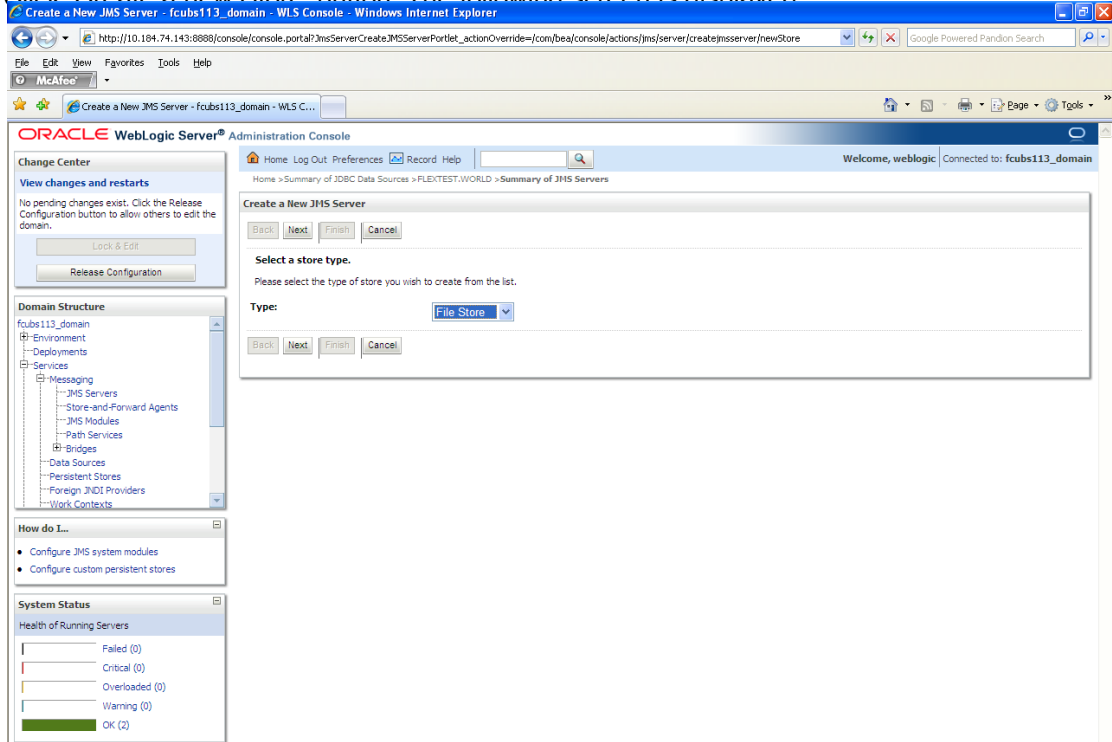 Create a New JMS Server - fcubs113_domain - WLS Console - Windows Internet Explorer
http://10.184.74.143:8888/console/console.portal?JmsServerCreateJMSServerPortlet_actionOverride=/com/bea/console/actions/jms/server/createjmsserver/newStore
Google Powered Pandion Search
File Edit View Favorites Tools Help
McAfee
Create a New JMS Server - fcubs113_domain - WLS C...
Page Tools
ORACLE WebLogic Server® Administration Console
Change Center
View changes and restarts
No pending changes exist. Click the Release
Configuration button to allow others to edit the
domain.
Lock & Edit
Release Configuration
Domain Structure
fcubs113_domain
Environment
Deployments
Services
Messaging
JMS Servers
Store-and-Forward Agents
JMS Modules
Path Services
Bridges
Data Sources
Persistent Stores
Foreign JNDI Providers
Work Contexts
How do I...
Configure JMS system modules
Configure custom persistent stores
System Status
Health of Running Servers
Failed (0)
Critical (0)
Overloaded (0)
Warning (0)
OK (2)
Home Log Out Preferences Record Help
Welcome, weblogic Connected to: fcubs113_domain
Home >Summary of JDBC Data Sources >FLEXTEST.WORLD >Summary of JMS Servers
Create a New JMS Server
Back Next Finish Cancel
Select a store type.
Please select the type of store you wish to create from the list.
Type: File Store
Back Next Finish Cancel